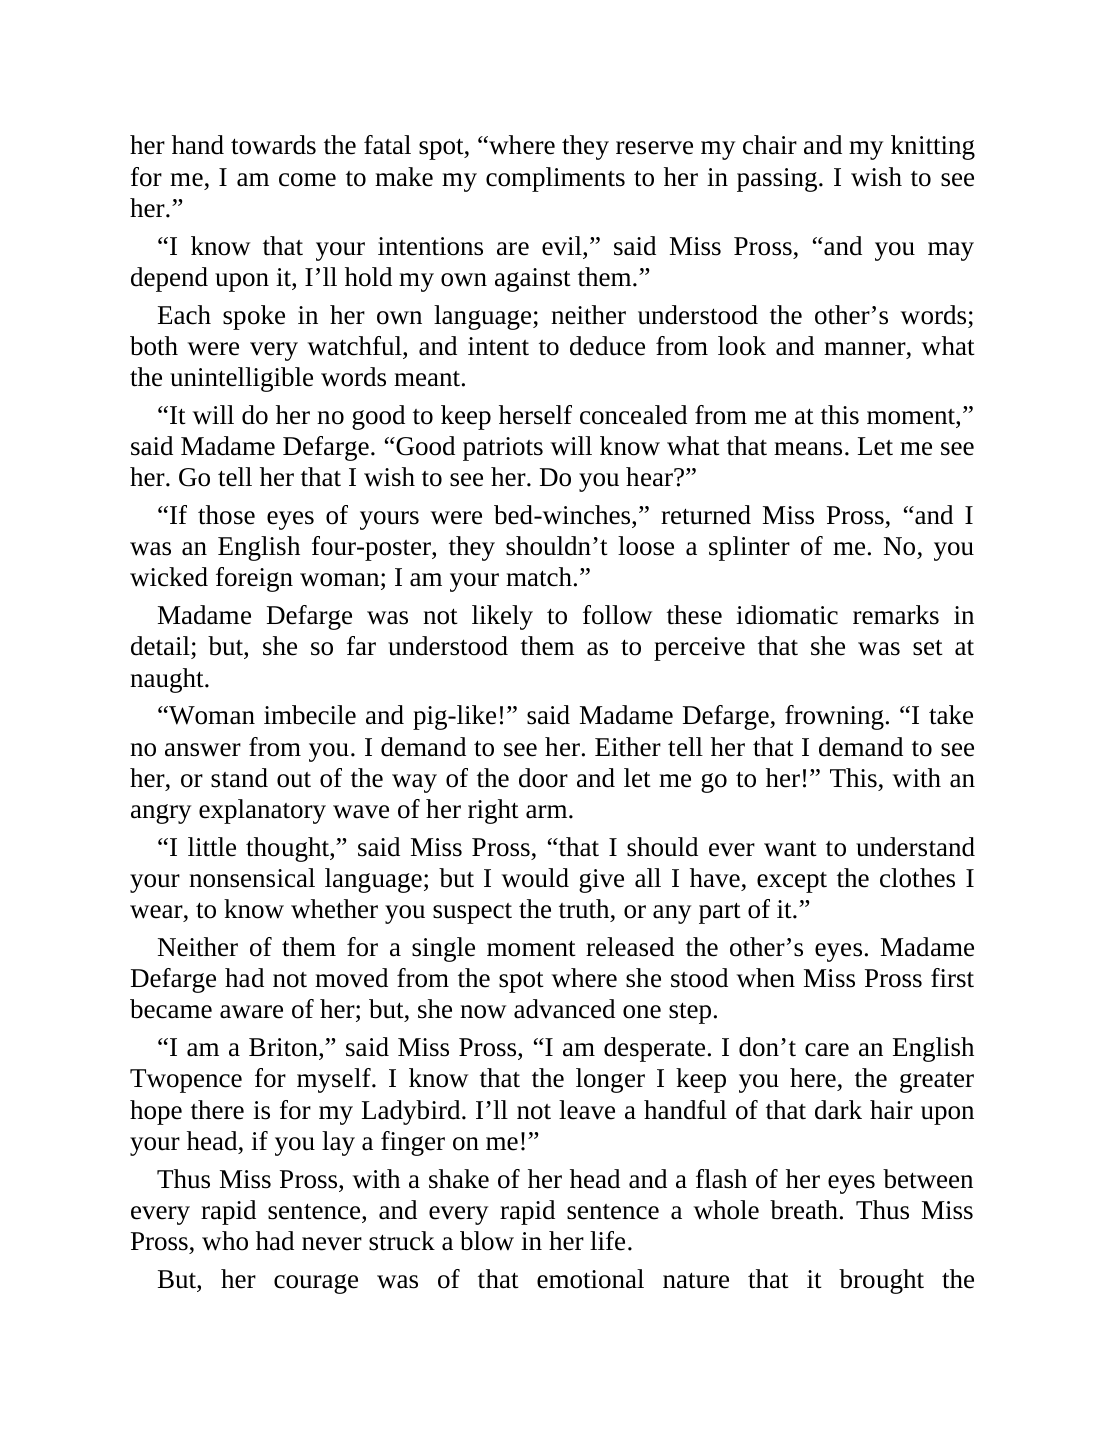 her hand towards the fatal spot, “where they reserve my chair and my knitting
for me, I am come to make my compliments to her in passing. I wish to see
her.”
“I know that your intentions are evil,” said Miss Pross, “and you may
depend upon it, I’ll hold my own against them.”
Each spoke in her own language; neither understood the other’s words;
both were very watchful, and intent to deduce from look and manner, what
the unintelligible words meant.
“It will do her no good to keep herself concealed from me at this moment,”
said Madame Defarge. “Good patriots will know what that means. Let me see
her. Go tell her that I wish to see her. Do you hear?”
“If those eyes of yours were bed-winches,” returned Miss Pross, “and I
was an English four-poster, they shouldn’t loose a splinter of me. No, you
wicked foreign woman; I am your match.”
Madame Defarge was not likely to follow these idiomatic remarks in
detail; but, she so far understood them as to perceive that she was set at
naught.
“Woman imbecile and pig-like!” said Madame Defarge, frowning. “I take
no answer from you. I demand to see her. Either tell her that I demand to see
her, or stand out of the way of the door and let me go to her!” This, with an
angry explanatory wave of her right arm.
“I little thought,” said Miss Pross, “that I should ever want to understand
your nonsensical language; but I would give all I have, except the clothes I
wear, to know whether you suspect the truth, or any part of it.”
Neither of them for a single moment released the other’s eyes. Madame
Defarge had not moved from the spot where she stood when Miss Pross first
became aware of her; but, she now advanced one step.
“I am a Briton,” said Miss Pross, “I am desperate. I don’t care an English
Twopence for myself. I know that the longer I keep you here, the greater
hope there is for my Ladybird. I’ll not leave a handful of that dark hair upon
your head, if you lay a finger on me!”
Thus Miss Pross, with a shake of her head and a flash of her eyes between
every rapid sentence, and every rapid sentence a whole breath. Thus Miss
Pross, who had never struck a blow in her life.
But, her courage was of that emotional nature that it brought the